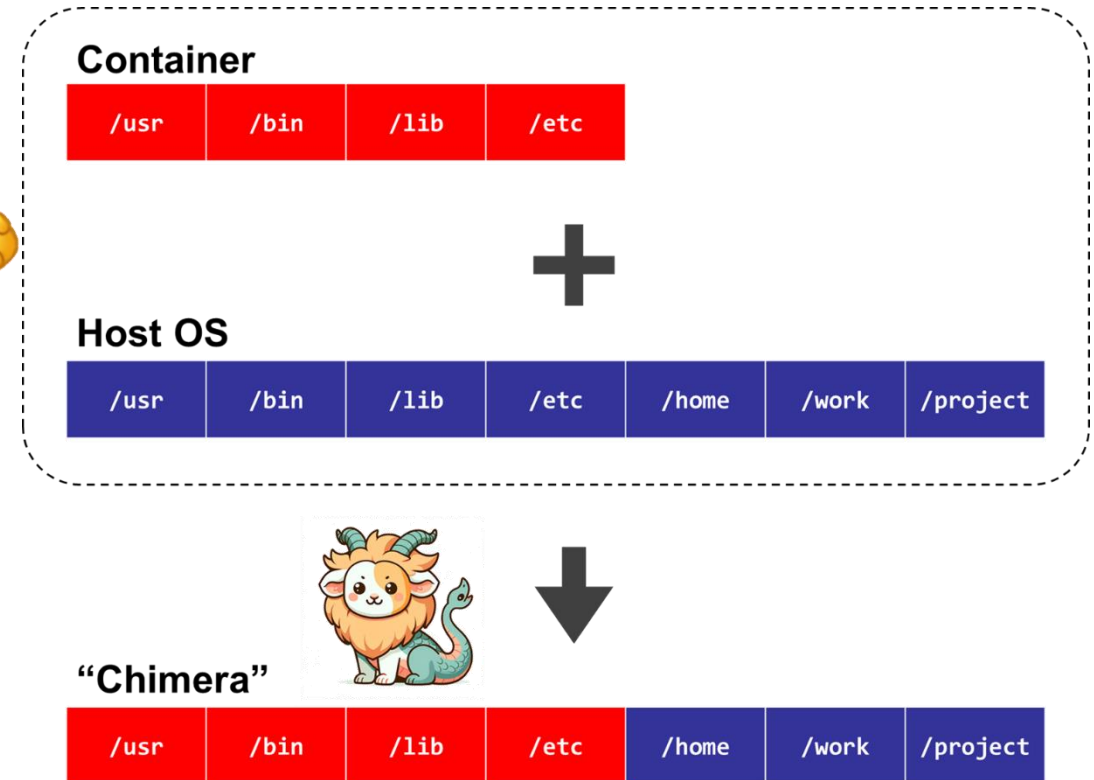 Container
/usr /bin /lib /etc
Host OS
/usr /bin /lib /etc /home /work /project
“Chimera”
/usr /bin /lib /etc /home /work /project